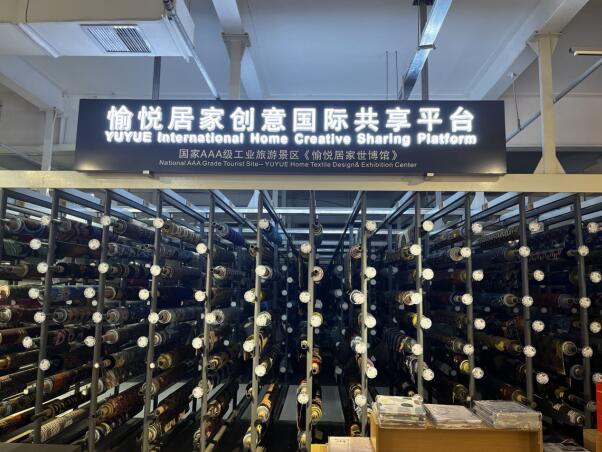 愉悦居家创意国际共享平台
YUYUE International Home Creative Sharing Platform
国家AAA级工业旅游景区《愉悦居家世博馆》
National AAA Grade Tourist Site-- YUYUE Home Textile Design& Exhibition Center